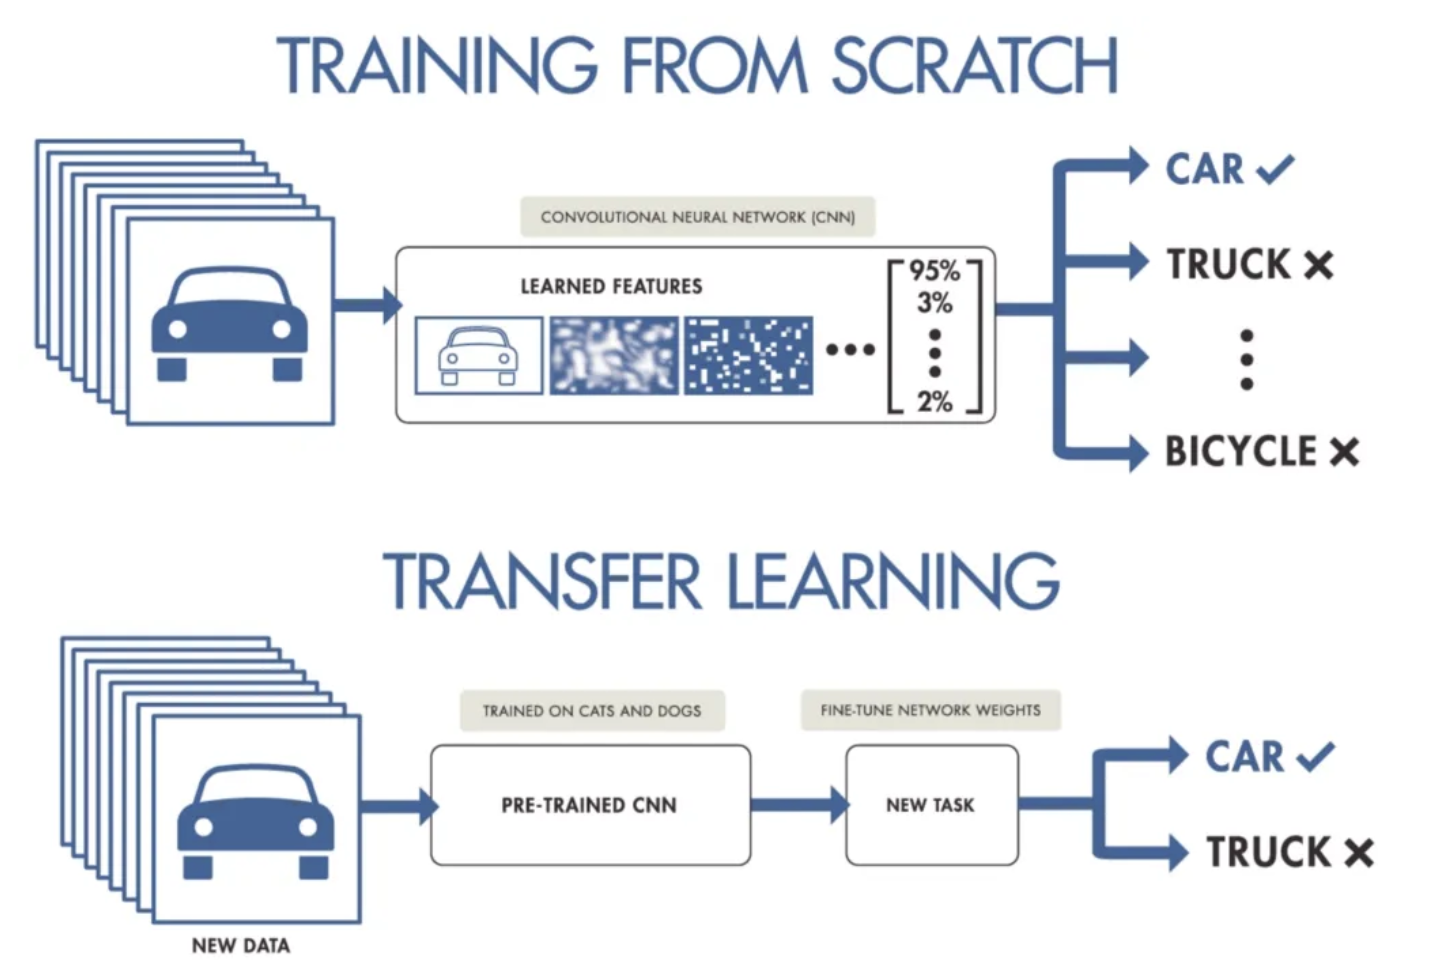 TRAINING FROM SCRATCH
CONVOLUTIONAL NEURAL NETWORK (CNN)
LEARNED FEATURES
95%
3%
2%
CAR
TRUCK
BICYCLE
TRANSFER LEARNING
NEW DATA
TRAINED ON CATS AND DOGS
PRE-TRAINED CNN
FINE-TUNE NETWORK WEIGHTS
NEW TASK
CAR
TRUCK